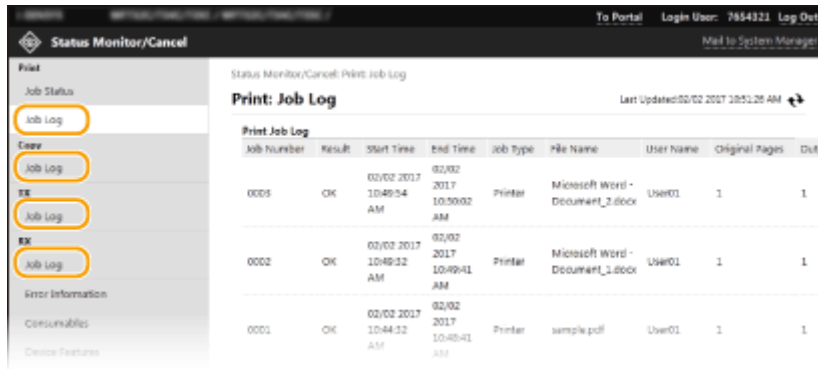 To Portal Login User: 7654321 Log Out
Status Monitor/Cancel
Mail to System Manager
Print
Job Status
Job Log
Copy
Job Log
TX
Job Log
RX
Job Log
Error Information
Consumables
Device Features
Status Monitor/Cancel: Print: Job Log
Print: Job Log
Last Updated:02/02 2017 10:51:26 AM
Print Job Log
Job Number Result Start Time End Time Job Type File Name User Name Original Pages Out
0003 OK 02/02 2017 10:49:54 AM 02/02 2017 10:50:02 AM Printer Microsoft Word - Document_2.docx User01 1 1
0002 OK 02/02 2017 10:49:32 AM 02/02 2017 10:49:41 AM Printer Microsoft Word - Document_1.docx User01 1 1
0001 OK 02/02 2017 10:44:32 AM 02/02 2017 10:48:41 AM Printer sample.pdf User01 1 1